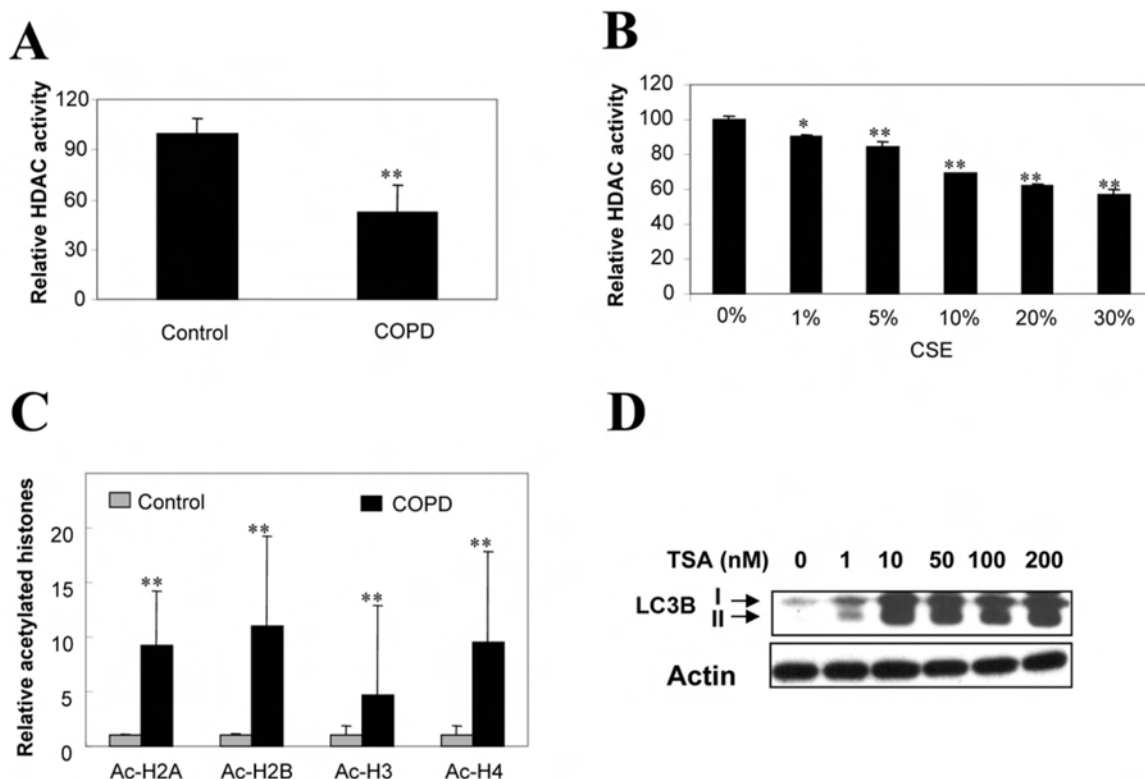 A
Relative HDAC activity
120
90
60
30
0
**
Control COPD
B
Relative HDAC activity
120
100
80
60
40
20
0
* ** ** ** **
0% 1% 5% 10% 20% 30%
CSE
C
Relative acetylated histones
Control COPD
20
15
10
5
0
** ** ** **
Ac-H2A Ac-H2B Ac-H3 Ac-H4
D
TSA (nM) 0 1 10 50 100 200
LC3B I
II
Actin